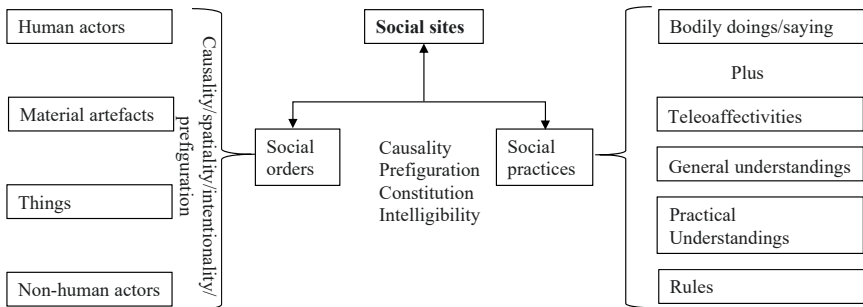 Human actors
Material artefacts
Things
Non-human actors
Causality/spatiality/intentionality/
prefiguration
Social sites
Social
orders
Causality
Prefiguration
Constitution
Intelligibility
Social
practices
Bodily doings/saying
Plus
Teleoaffectivities
General understandings
Practical
Understandings
Rules